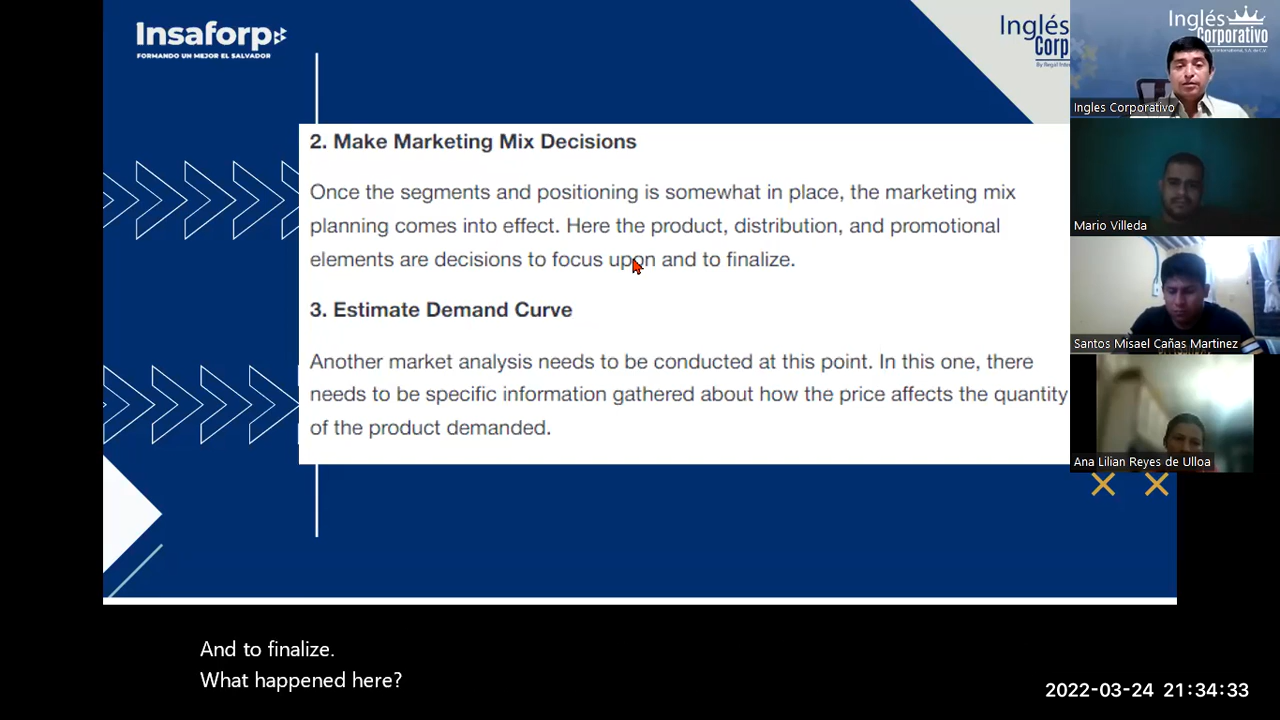 Insaforp
FORMANDO UN MEJOR EL SALVADOR
Inglés
Corp
2. Make Marketing Mix Decisions
Once the segments and positioning is somewhat in place, the marketing mix
planning comes into effect. Here the product, distribution, and promotional
elements are decisions to focus upon and to finalize.
3. Estimate Demand Curve
Another market analysis needs to be conducted at this point. In this one, there
needs to be specific information gathered about how the price affects the quantity
of the product demanded.
Inglés
Corporativo
Ingles Corporativo
Mario Villeda
Santos Misael Cañas Martinez
Ana Lilian Reyes de Ulloa
And to finalize.
What happened here?
2022-03-24 21:34:33